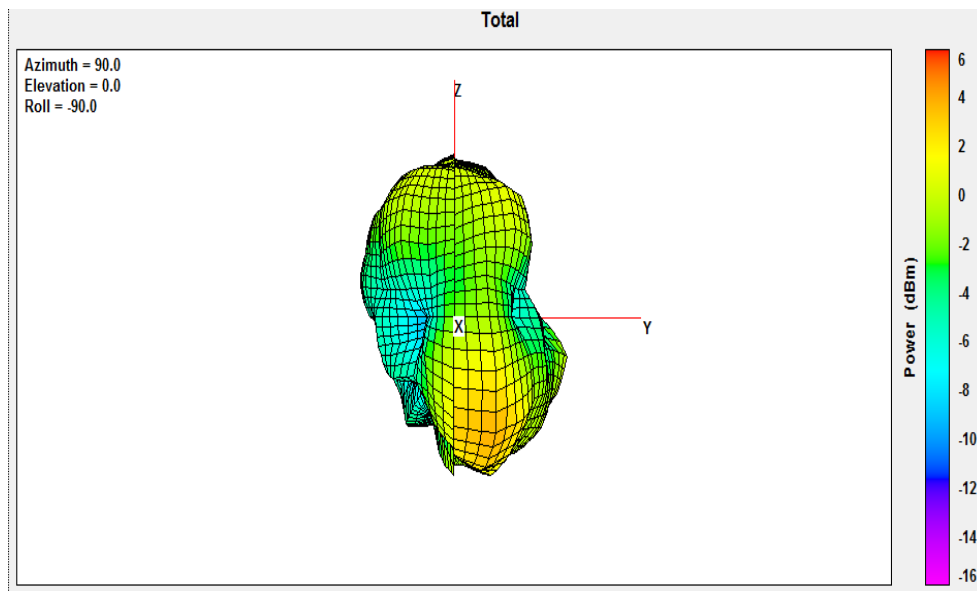 Total
Azimuth = 90.0
Elevation = 0.0
Roll = -90.0
Z
X
Y
6
4
2
0
-2
-4
-6
-8
-10
-12
-14
-16
Power (dBm)